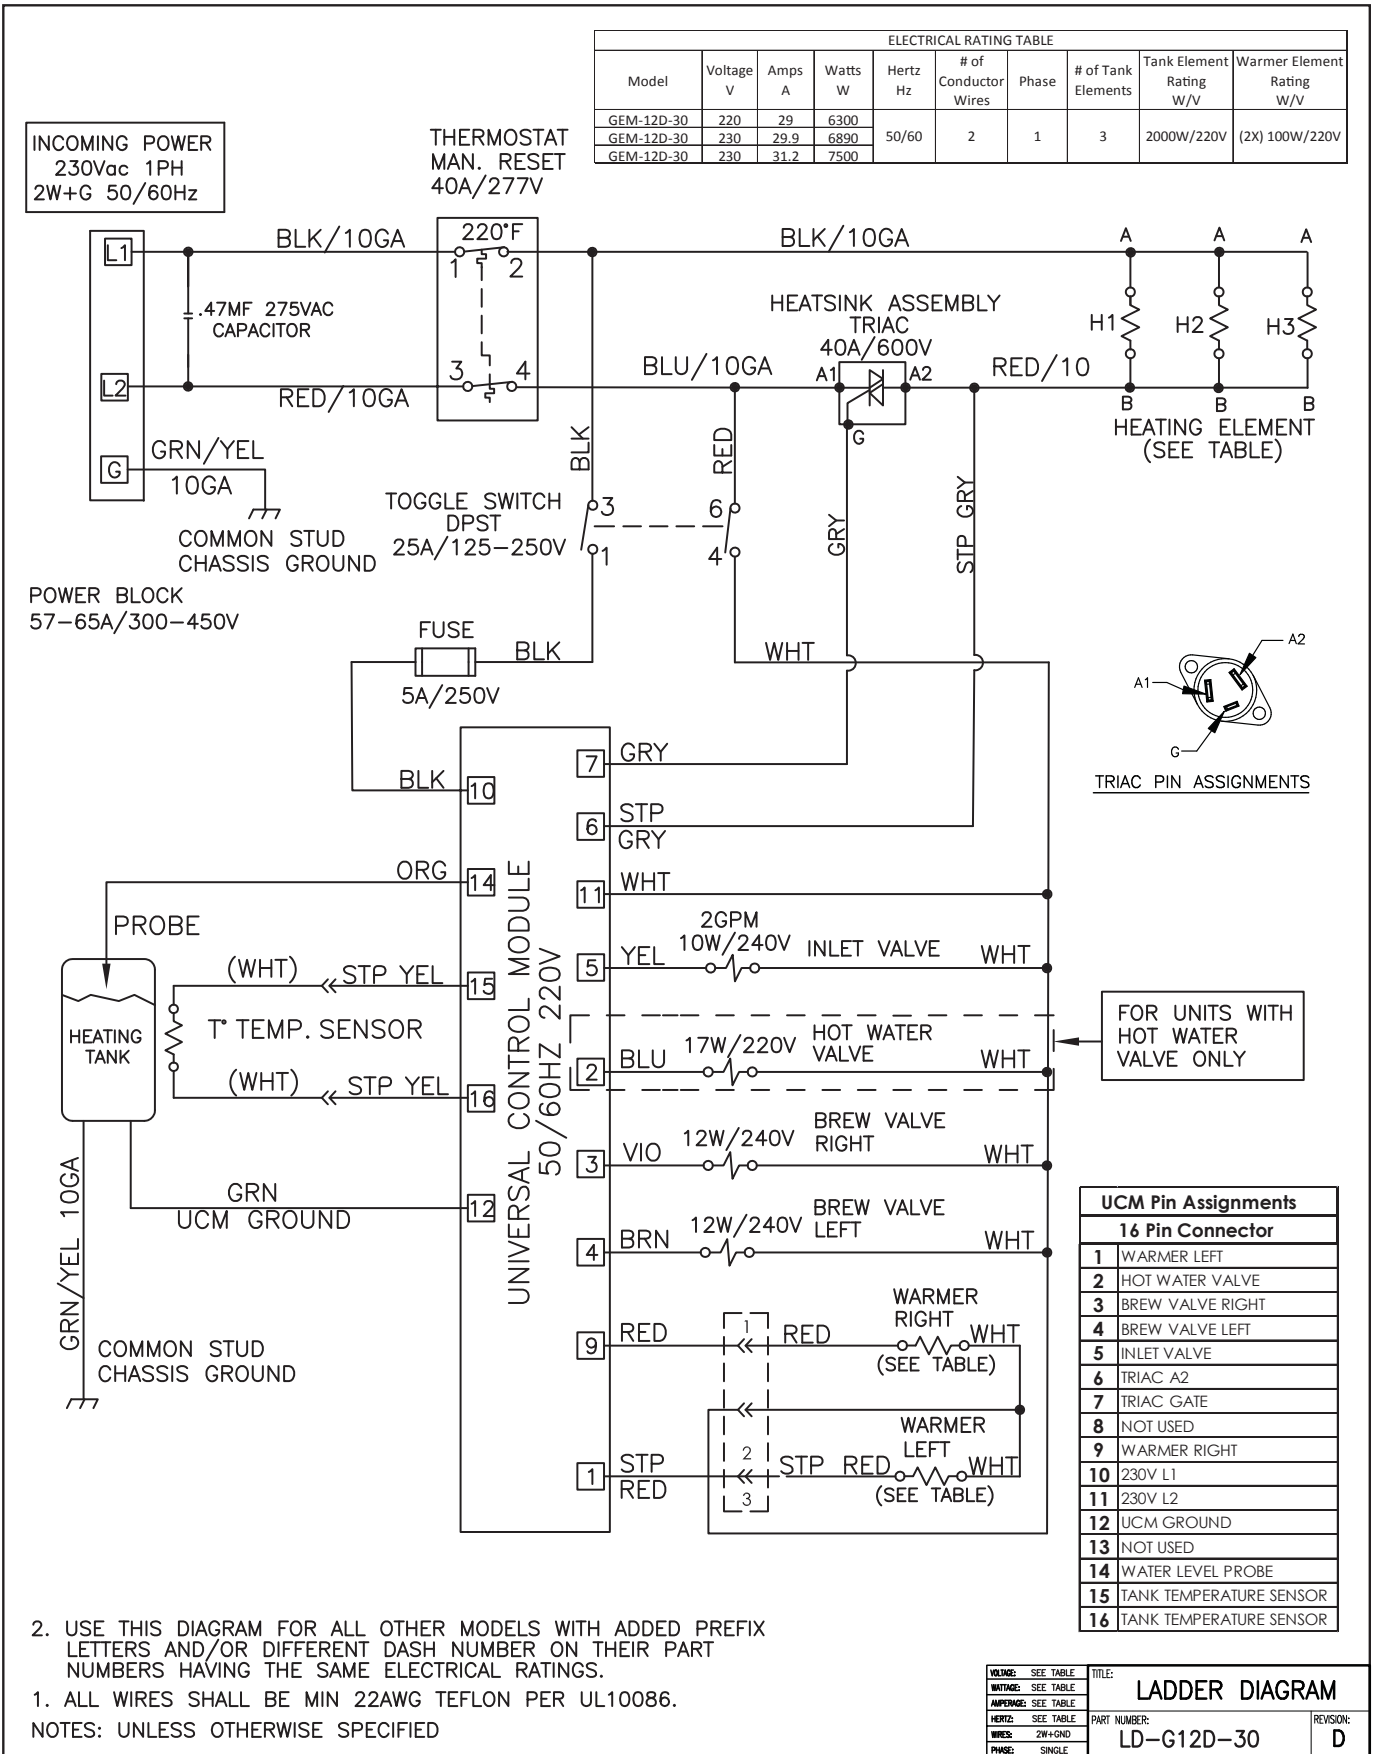 ELECTRICAL RATING TABLE
Model Voltage V Amps A Watts W Hertz Hz # of Conductor Wires Phase # of Tank Elements Tank Element Rating W/V Warmer Element Rating W/V
GEM-12D-30 220 29 6300
GEM-12D-30 230 29.9 6890 50/60 2 1 3 2000W/220V (2X) 100W/220V
GEM-12D-30 230 31.2 7500
INCOMING POWER
230Vac 1PH
2W+G 50/60Hz
THERMOSTAT
MAN. RESET
40A/277V
L1
BLK/10GA
220°F
1 2
BLK/10GA
A A A
.47MF 275VAC
CAPACITOR
HEATSINK ASSEMBLY
TRIAC
40A/600V
H1 H2 H3
L2
RED/10GA
3 4
BLU/10GA
A1 A2
G
RED/10
B B B
HEATING ELEMENT
(SEE TABLE)
G
GRN/YEL
10GA
COMMON STUD
CHASSIS GROUND
BLK
RED
GRY
STP GRY
TOGGLE SWITCH
DPST
25A/125-250V
3
1
6
4
POWER BLOCK
57-65A/300-450V
FUSE
5A/250V
BLK
WHT
A2
A1
G
TRIAC PIN ASSIGNMENTS
UNIVERSAL CONTROL MODULE
50/60HZ 220V
BLK 10
7 GRY
6 STP
GRY
ORG 14
PROBE
11 WHT
2GPM
10W/240V INLET VALVE
5 YEL WHT
HEATING
TANK
(WHT) STP YEL 15
T° TEMP. SENSOR
(WHT) STP YEL 16
17W/220V HOT WATER
VALVE
2 BLU WHT
FOR UNITS WITH
HOT WATER
VALVE ONLY
12W/240V BREW VALVE
RIGHT
3 VIO WHT
GRN
UCM GROUND
12
12W/240V BREW VALVE
LEFT
4 BRN WHT
GRN/YEL 10GA
COMMON STUD
CHASSIS GROUND
WARMER
RIGHT
9 RED 1 RED WHT
(SEE TABLE)
WARMER
LEFT
1 STP
RED
2
3
STP RED WHT
(SEE TABLE)
UCM Pin Assignments
16 Pin Connector
1 WARMER LEFT
2 HOT WATER VALVE
3 BREW VALVE RIGHT
4 BREW VALVE LEFT
5 INLET VALVE
6 TRIAC A2
7 TRIAC GATE
8 NOT USED
9 WARMER RIGHT
10 230V L1
11 230V L2
12 UCM GROUND
13 NOT USED
14 WATER LEVEL PROBE
15 TANK TEMPERATURE SENSOR
16 TANK TEMPERATURE SENSOR
2. USE THIS DIAGRAM FOR ALL OTHER MODELS WITH ADDED PREFIX
LETTERS AND/OR DIFFERENT DASH NUMBER ON THEIR PART
NUMBERS HAVING THE SAME ELECTRICAL RATINGS.
1. ALL WIRES SHALL BE MIN 22AWG TEFLON PER UL10086.
NOTES: UNLESS OTHERWISE SPECIFIED
VOLTAGE: SEE TABLE
WATTAGE: SEE TABLE
AMPERAGE: SEE TABLE
HERTZ: SEE TABLE
WIRES: 2W+GND
PHASE: SINGLE
TITLE:
LADDER DIAGRAM
PART NUMBER:
LD-G12D-30
REVISION:
D